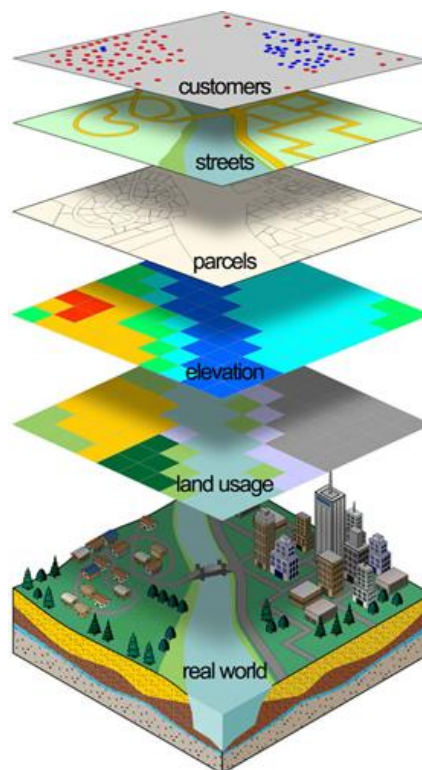 customers
streets
parcels
elevation
land usage
real world